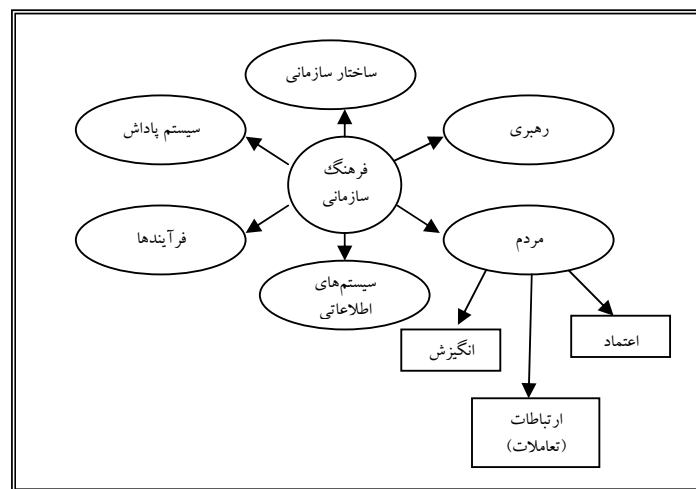 ساختار سازمانی
رهبری
سیستم پاداش
فرهنگ
سازمانی
مردم
فرآیندها
سیستم‌های
اطلاعاتی
اعتماد
انگیزش
ارتباطات
(تعاملات)